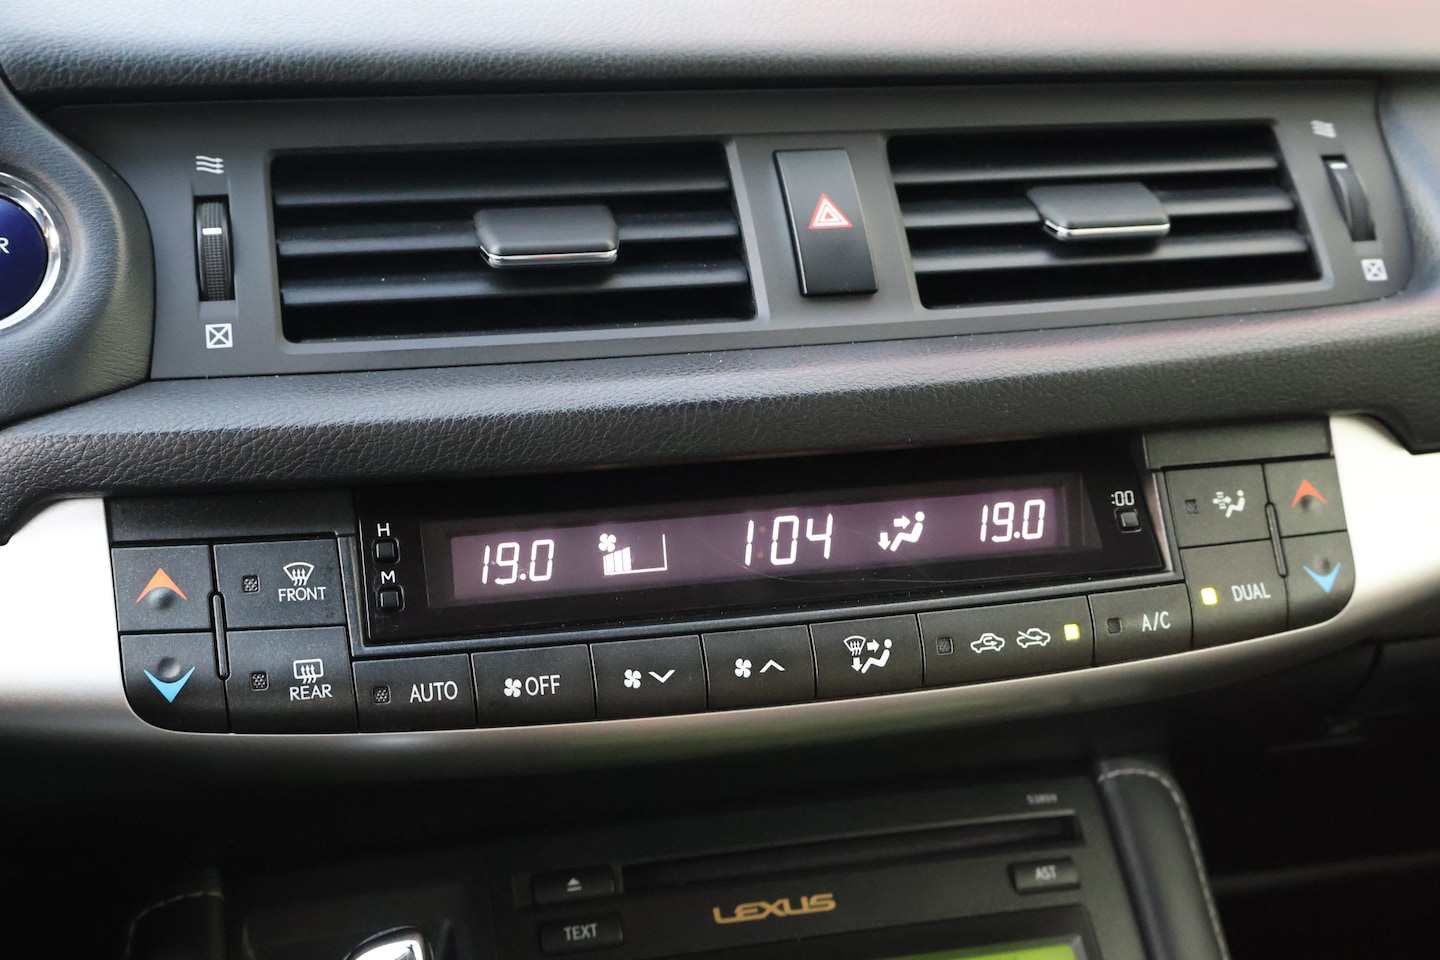 R
H
M
19.0 1:04 19.0
:00
FRONT
REAR
AUTO
OFF
A/C
DUAL
AST
LEXUS
TEXT